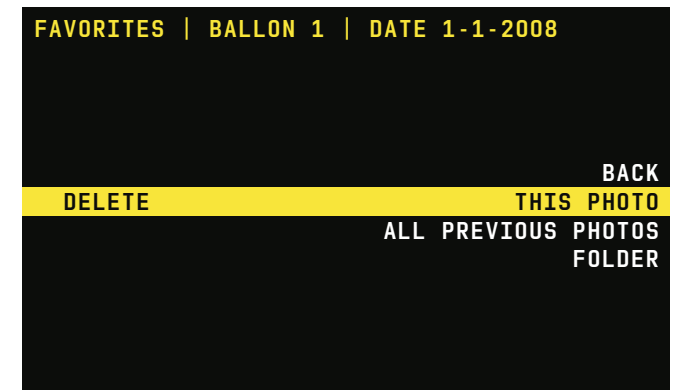 FAVORITES | BALLON 1 | DATE 1-1-2008
BACK
DELETE THIS PHOTO
ALL PREVIOUS PHOTOS
FOLDER